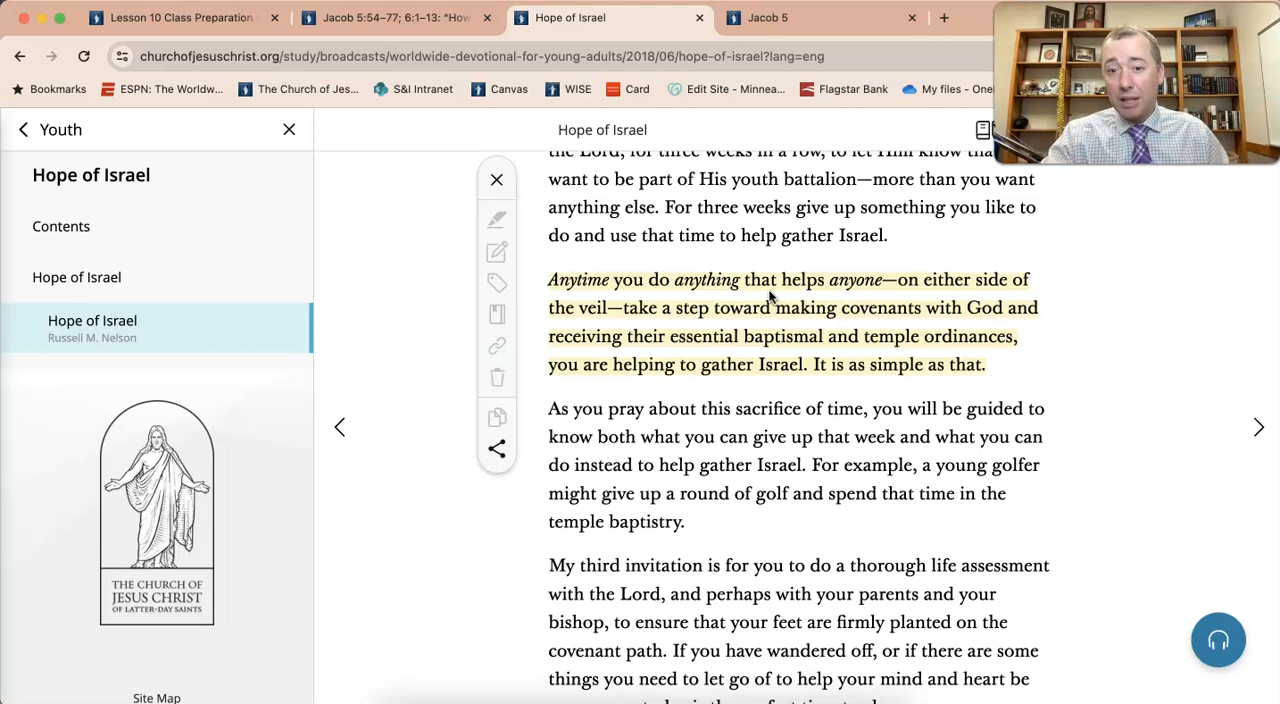 Lesson 10 Class Preparation
Jacob 5:54–77; 6:1–13: “How
Hope of Israel
Jacob 5
churchofjesuschrist.org/study/broadcasts/worldwide-devotional-for-young-adults/2018/06/hope-of-israel?lang=eng
Bookmarks
ESPN: The Worldw...
The Church of Jes...
S&I Intranet
Canvas
WISE
Card
Edit Site - Minnea...
Flagstar Bank
My files - One
Youth
Hope of Israel
Hope of Israel
Contents
Hope of Israel
Hope of Israel
Russell M. Nelson
THE CHURCH OF
JESUS CHRIST
OF LATTER-DAY SAINTS
Site Map
the Lord, for three weeks in a row, to let Him know
want to be part of His youth battalion—more than you want
anything else. For three weeks give up something you like to
do and use that time to help gather Israel.
Anytime you do anything that helps anyone—on either side of
the veil—take a step toward making covenants with God and
receiving their essential baptismal and temple ordinances,
you are helping to gather Israel. It is as simple as that.
As you pray about this sacrifice of time, you will be guided to
know both what you can give up that week and what you can
do instead to help gather Israel. For example, a young golfer
might give up a round of golf and spend that time in the
temple baptistry.
My third invitation is for you to do a thorough life assessment
with the Lord, and perhaps with your parents and your
bishop, to ensure that your feet are firmly planted on the
covenant path. If you have wandered off, or if there are some
things you need to let go of to help your mind and heart be